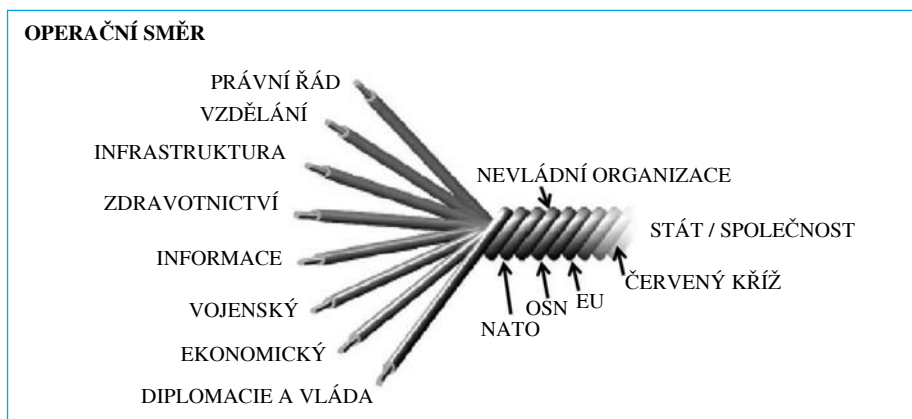 OPERAČNÍ SMĚR
PRÁVNÍ ŘÁD
VZDĚLÁNÍ
INFRASTRUKTURA
ZDRAVOTNICTVÍ
INFORMACE
VOJENSKÝ
EKONOMICKÝ
DIPLOMACIE A VLÁDA
NEVLÁDNÍ ORGANIZACE
STÁT / SPOLEČNOST
ČERVENÝ KŘÍŽ
EU
OSN
NATO